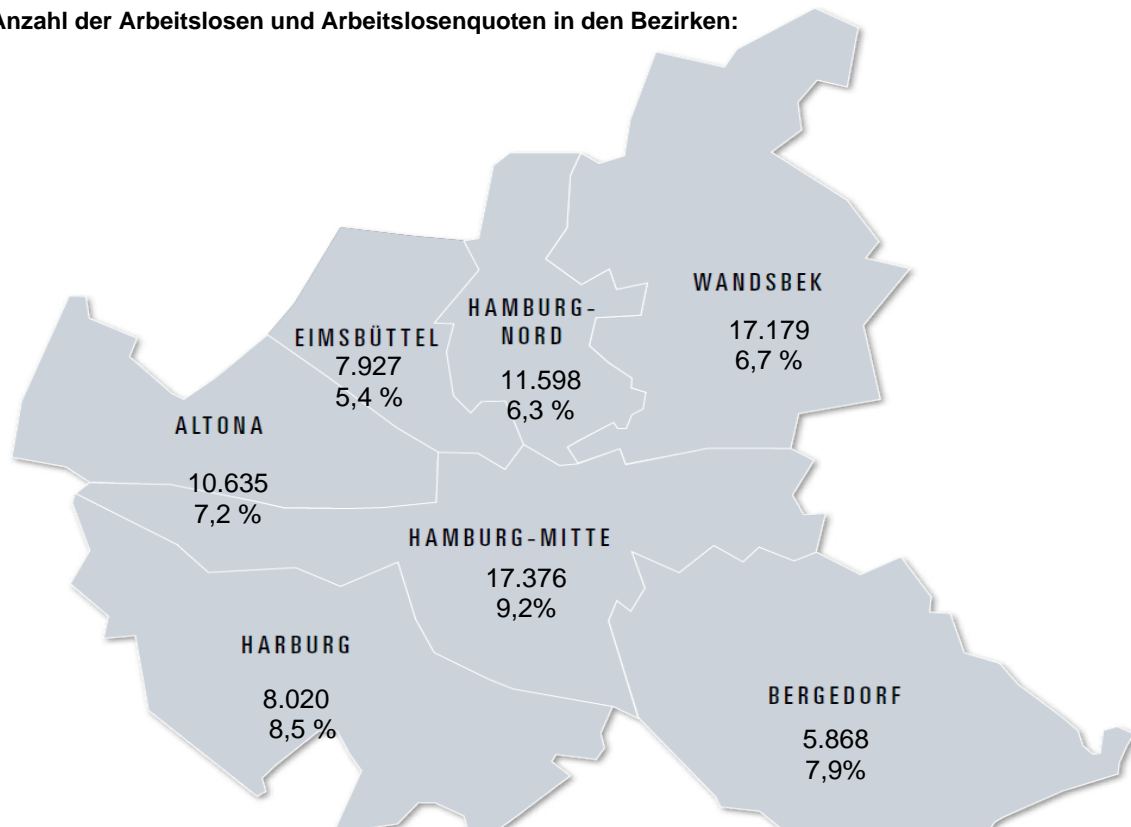 Anzahl der Arbeitslosen und Arbeitslosenquoten in den Bezirken:
WANDSBEK
17.179
6,7 %
HAMBURG-
NORD
11.598
6,3 %
EIMSBÜTTEL
7.927
5,4 %
ALTONA
10.635
7,2 %
HAMBURG-MITTE
17.376
9,2%
HARBURG
8.020
8,5 %
BERGEDORF
5.868
7,9%